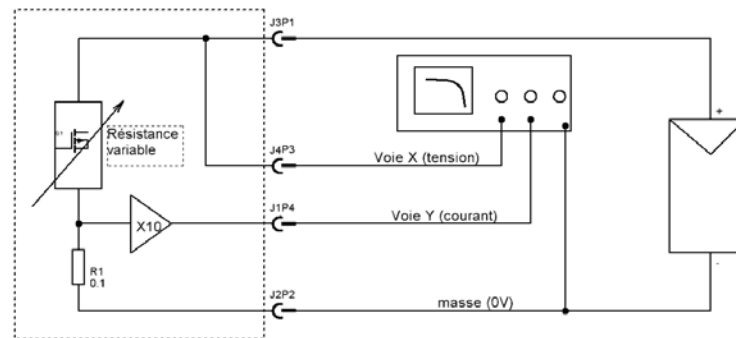 J3P1
+
Résistance
variable
J4P3
Voie X (tension)
X10
J1P4
Voie Y (courant)
R1
0.1
J2P2
masse (0V)
-